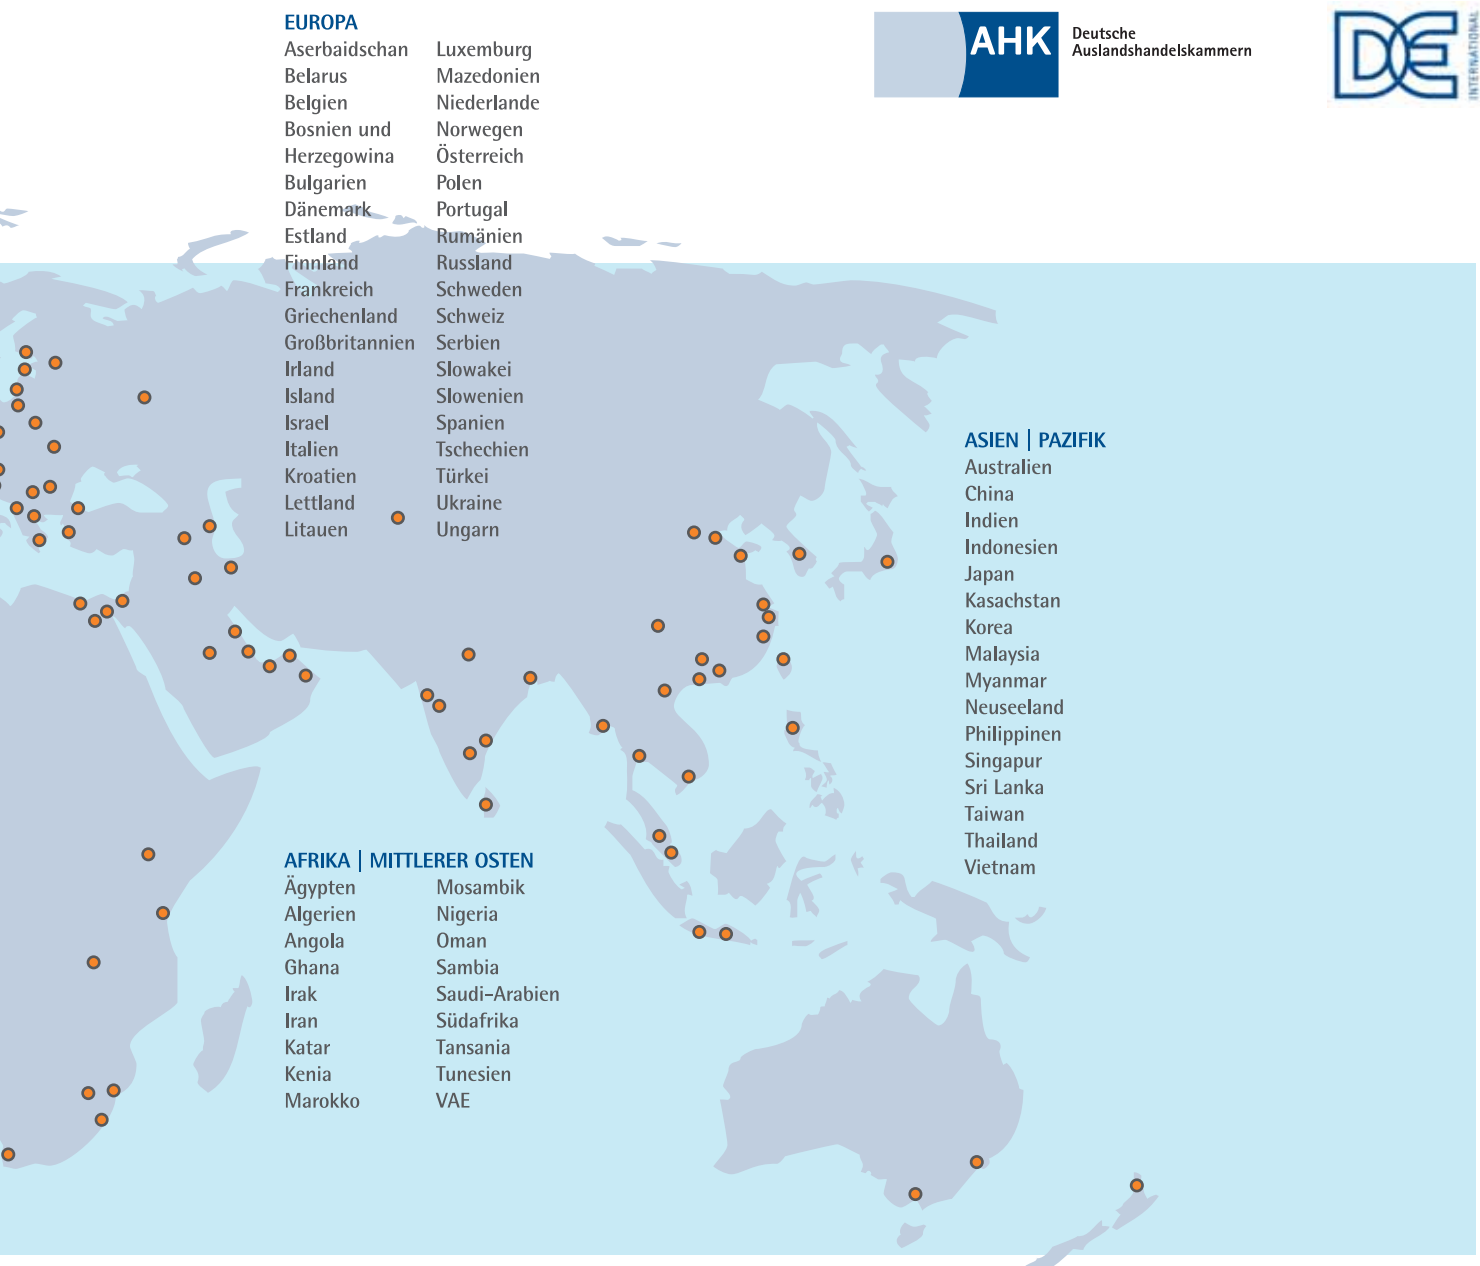 EUROPA
Aserbaidschan
Belarus
Belgien
Bosnien und
Herzegowina
Bulgarien
Dänemark
Estland
Finnland
Frankreich
Griechenland
Großbritannien
Irland
Island
Israel
Italien
Kroatien
Lettland
Litauen
Luxemburg
Mazedonien
Niederlande
Norwegen
Österreich
Polen
Portugal
Rumänien
Russland
Schweden
Schweiz
Serbien
Slowakei
Slowenien
Spanien
Tschechien
Türkei
Ukraine
Ungarn
AHK
Deutsche
Auslandshandelskammern
DE
INTERNATIONAL
ASIEN | PAZIFIK
Australien
China
Indien
Indonesien
Japan
Kasachstan
Korea
Malaysia
Myanmar
Neuseeland
Philippinen
Singapur
Sri Lanka
Taiwan
Thailand
Vietnam
AFRIKA | MITTLERER OSTEN
Ägypten
Algerien
Angola
Ghana
Irak
Iran
Katar
Kenia
Marokko
Mosambik
Nigeria
Oman
Sambia
Saudi-Arabien
Südafrika
Tansania
Tunesien
VAE